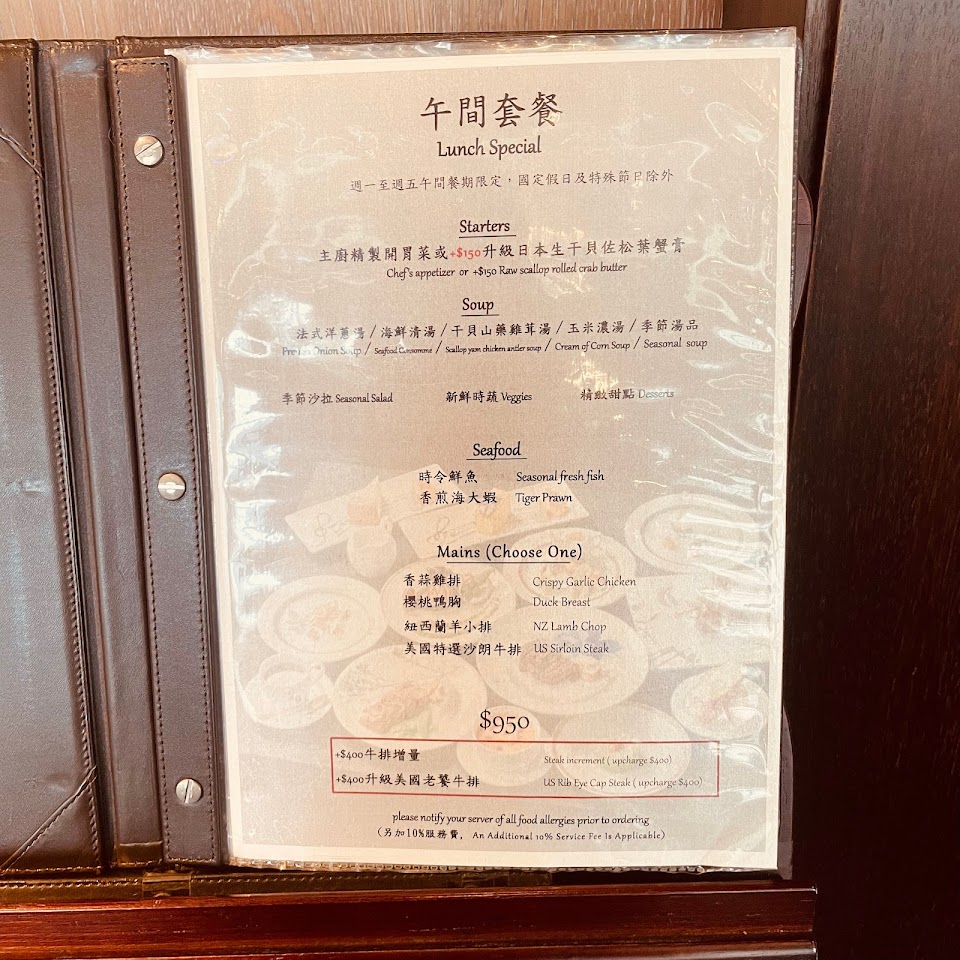 午間套餐
Lunch Special
週一至週五午間餐期限定，國定假日及特殊節日除外
Starters
主廚精製開胃菜或+$150升級日本生干貝佐松葉蟹膏
Chef's appetizer or +$150 Raw scallop rolled crab butter
Soup
法式洋蔥湯/海鮮清湯/干貝山藥雞茸湯/玉米濃湯/季節湯品
Onion Soup / Seafood Consomme / Scallop yam chicken antler soup / Cream of Corn Soup / Seasonal soup
季節沙拉 Seasonal Salad 新鮮時蔬 Veggies 精緻甜點 Desserts
Seafood
時令鮮魚 Seasonal fresh fish
香煎海大蝦 Tiger Prawn
Mains (Choose One)
香蒜雞排 Crispy Garlic Chicken
櫻桃鴨胸 Duck Breast
紐西蘭羊小排 NZ Lamb Chop
美國特選沙朗牛排 US Sirloin Steak
$950
+$400牛排增量 Steak increment ( upcharge $400)
+$400升級美國老饕牛排 US Rib Eye Cap Steak ( upcharge $400)
please notify your server of all food allergies prior to ordering
(另加10%服務費， An Additional 10% Service Fee Is Applicable)